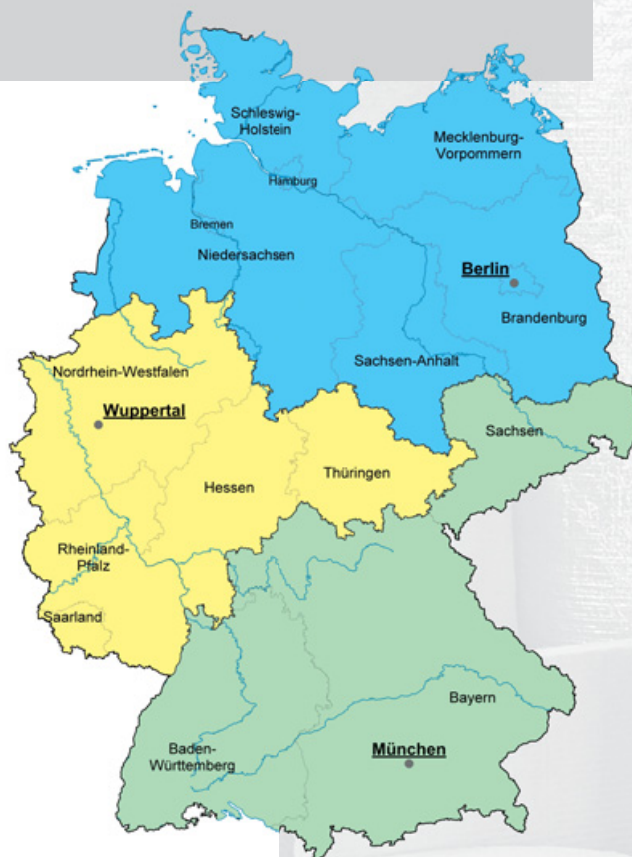 Schleswig-
Holstein
Mecklenburg-
Vorpommern
Hamburg
Bremen
Niedersachsen
Berlin
Brandenburg
Sachsen-Anhalt
Nordrhein-Westfalen
Wuppertal
Sachsen
Thüringen
Hessen
Rheinland-
Pfalz
Saarland
Bayern
Baden-
Württemberg
München